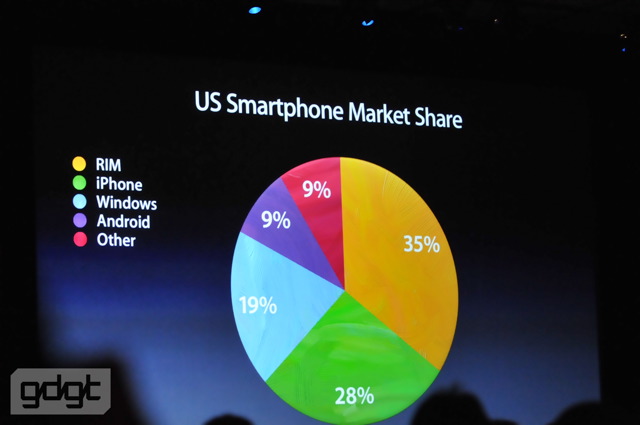 US Smartphone Market Share
RIM
iPhone
Windows
Android
Other
9%
9%
35%
19%
28%
gdgt